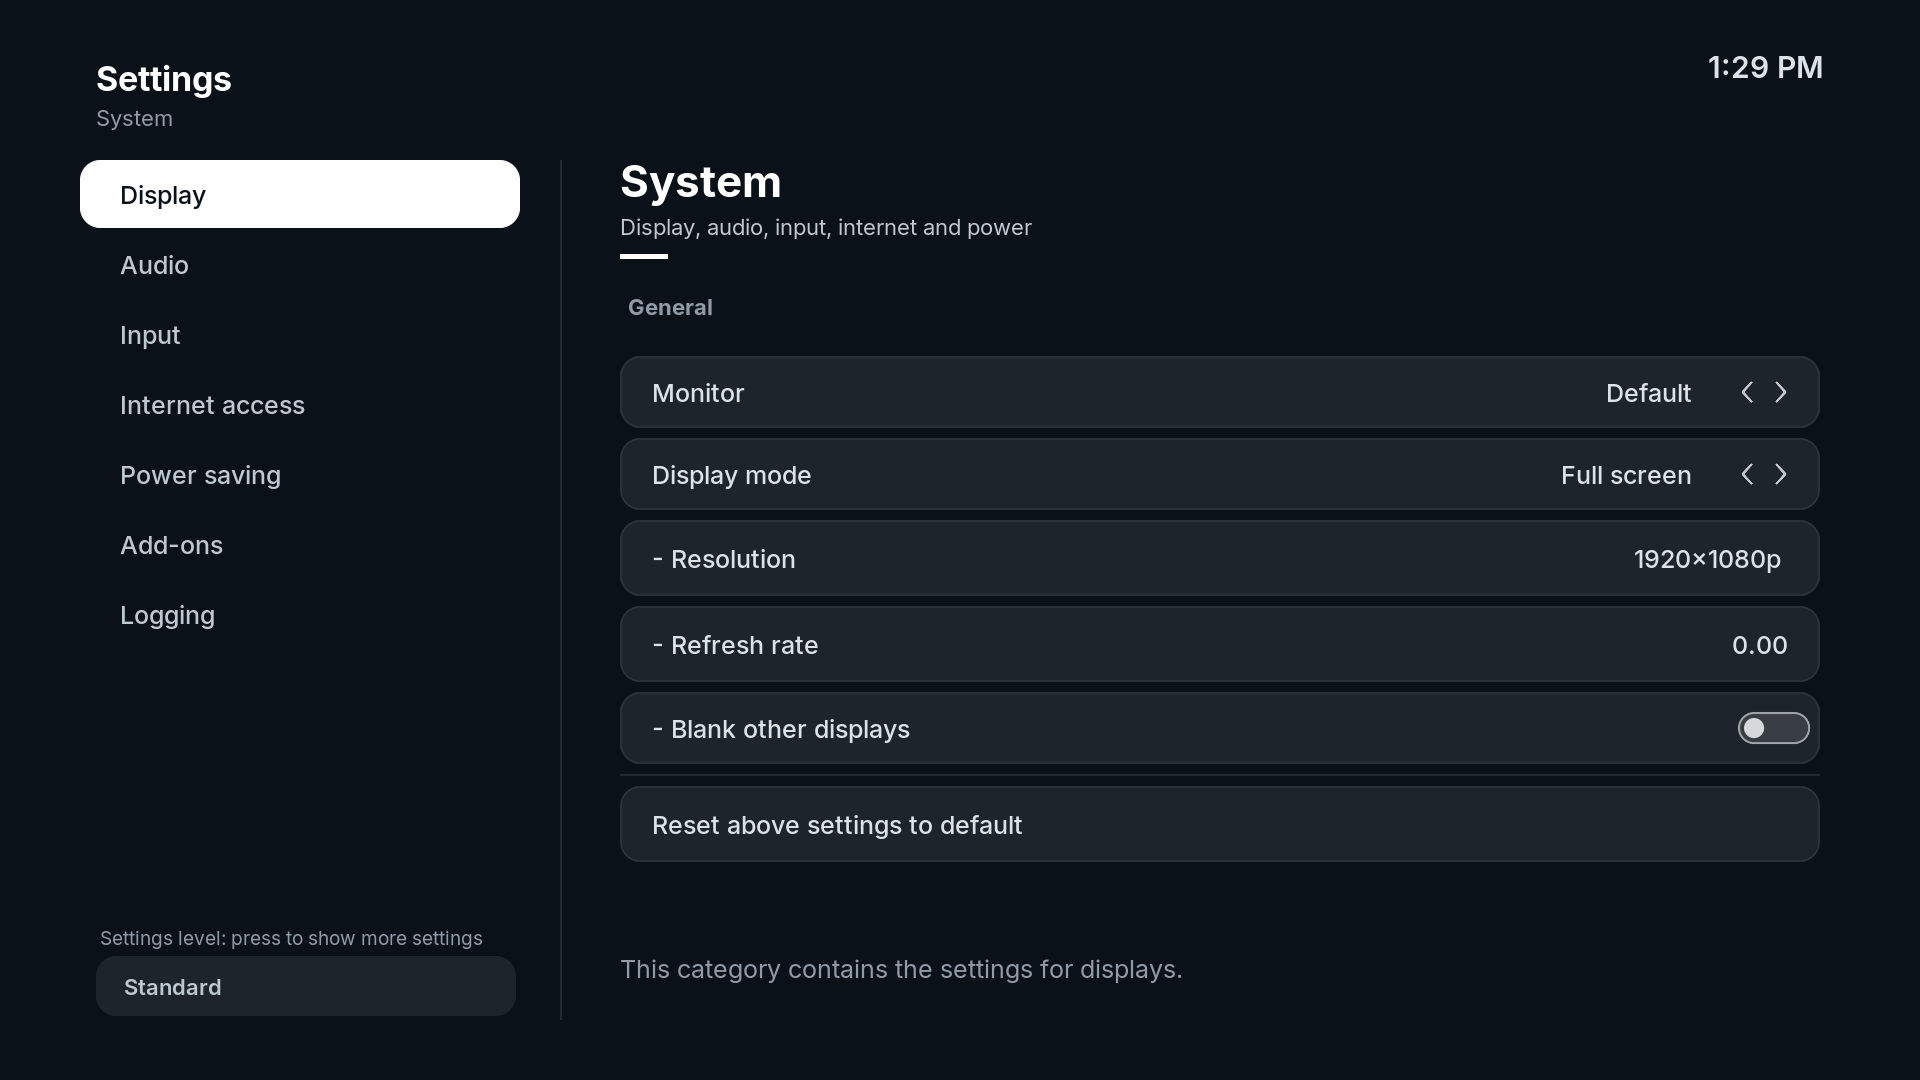 Settings
System
1:29 PM
Display
Audio
Input
Internet access
Power saving
Add-ons
Logging
Settings level: press to show more settings
Standard
System
Display, audio, input, internet and power
General
Monitor Default
Display mode Full screen
- Resolution 1920×1080p
- Refresh rate 0.00
- Blank other displays
Reset above settings to default
This category contains the settings for displays.